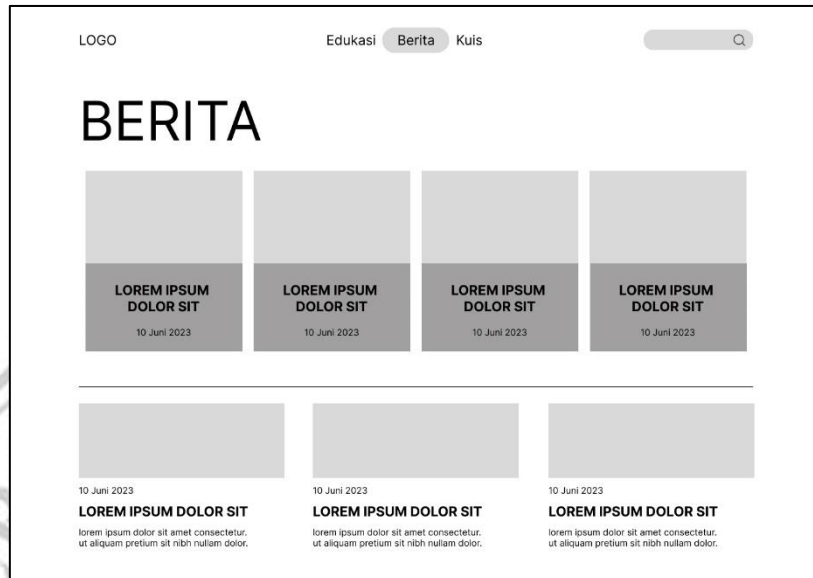 LOGO Edukasi Berita Kuis
BERITA
LOREM IPSUM
DOLOR SIT
10 Juni 2023
LOREM IPSUM
DOLOR SIT
10 Juni 2023
LOREM IPSUM
DOLOR SIT
10 Juni 2023
LOREM IPSUM
DOLOR SIT
10 Juni 2023
10 Juni 2023
LOREM IPSUM DOLOR SIT
lorem ipsum dolor sit amet consectetur.
ut aliquam pretium sit nibh nullam dolor.
10 Juni 2023
LOREM IPSUM DOLOR SIT
lorem ipsum dolor sit amet consectetur.
ut aliquam pretium sit nibh nullam dolor.
10 Juni 2023
LOREM IPSUM DOLOR SIT
lorem ipsum dolor sit amet consectetur.
ut aliquam pretium sit nibh nullam dolor.